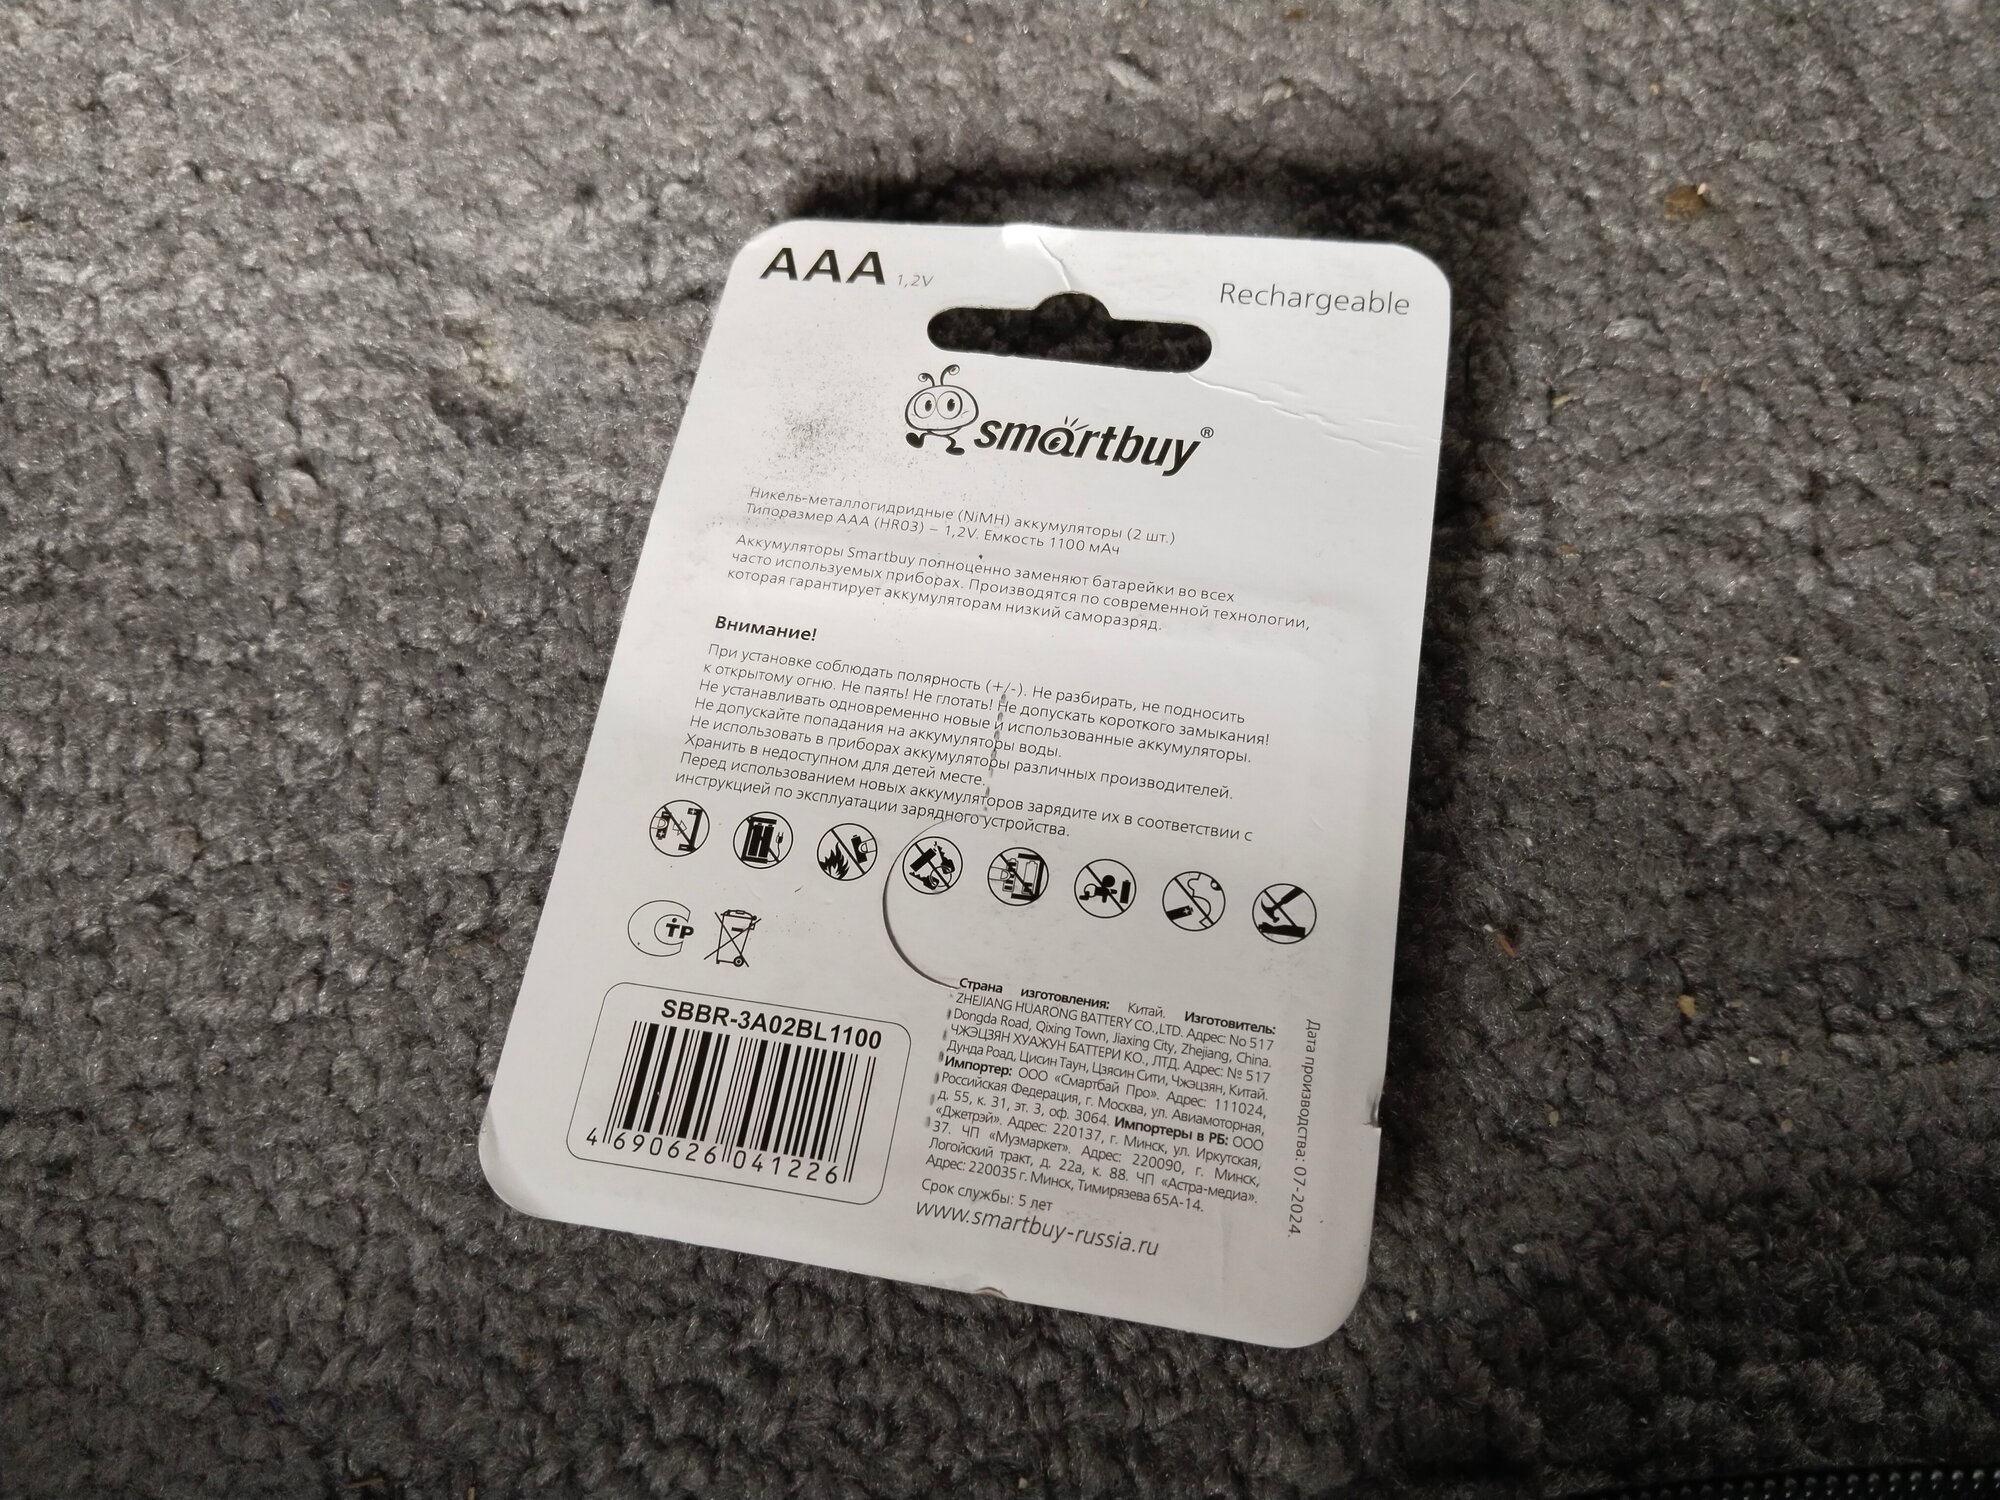 AAA 1,2V
Rechargeable
smartbuy®
Никель-металлогидридные (NiMH) аккумуляторы (2 шт.)
Типоразмер AAA (HR03) – 1,2V. Емкость 1100 мАч
Аккумуляторы Smartbuy полноценно заменяют батарейки во всех
часто используемых приборах. Производятся по современной технологии,
которая гарантирует аккумуляторам низкий саморазряд.
Внимание!
При установке соблюдать полярность (+/-). Не разбирать, не подносить
к открытому огню. Не паять! Не глотать! Не допускать короткого замыкания!
Не устанавливать одновременно новые и использованные аккумуляторы.
Не допускайте попадания на аккумуляторы воды.
Не использовать в приборах аккумуляторы различных производителей.
Хранить в недоступном для детей месте.
Перед использованием новых аккумуляторов зарядите их в соответствии с
инструкцией по эксплуатации зарядного устройства.
СТР
SBBR-3A02BL1100
4 690626 041226
Страна изготовления: Китай. Изготовитель:
ZHEJIANG HUARONG BATTERY CO.,LTD. Адрес: No 517
Dongda Road, Qixing Town, Jiaxing City, Zhejiang, China.
ЧЖЭЦЗЯН ХУАЖУН БАТТЕРИ КО., ЛТД. Адрес: № 517
Дунда Роад, Цисин Таун, Цзясин Сити, Чжэцзян, Китай.
Импортер: ООО «Смартбай Про». Адрес: 111024,
Российская Федерация, г. Москва, ул. Авиамоторная,
д. 55, к. 31, эт. 3, оф. 3064. Импортеры в РБ: ООО
«Джетрэй». Адрес: 220137, г. Минск, ул. Иркутская,
37. ЧП «Музмаркет». Адрес: 220090, г. Минск,
Логойский тракт, д. 22а, к. 88. ЧП «Астра-медиа».
Адрес: 220035 г. Минск, Тимирязева 65А-14.
Срок службы: 5 лет
www.smartbuy-russia.ru
Дата производства: 07-2024.